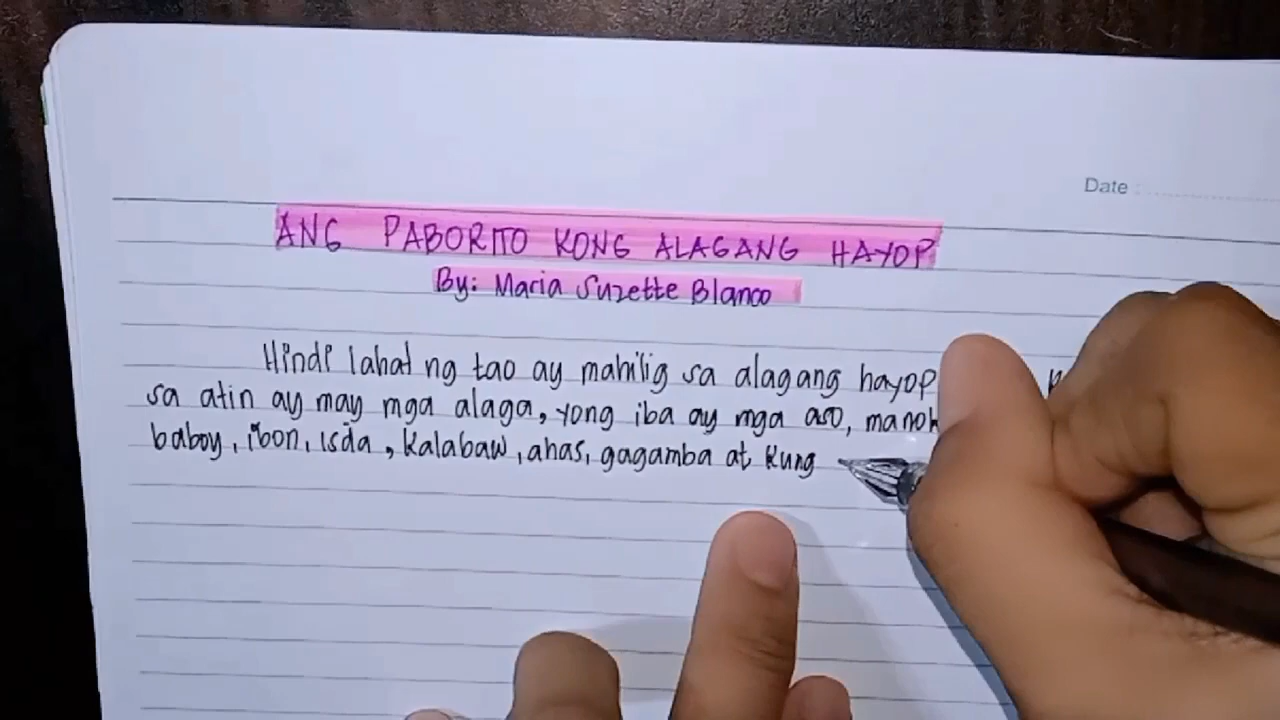 Date :
ANG PABORITO KONG ALAGANG HAYOP
By: Maria Suzette Blanco
Hindi lahat ng tao ay mahilig sa alagang hayop
sa atin ay may mga alaga, yong iba ay mga aso, manok
baboy, ibon, isda, kalabaw, ahas, gagamba at kung